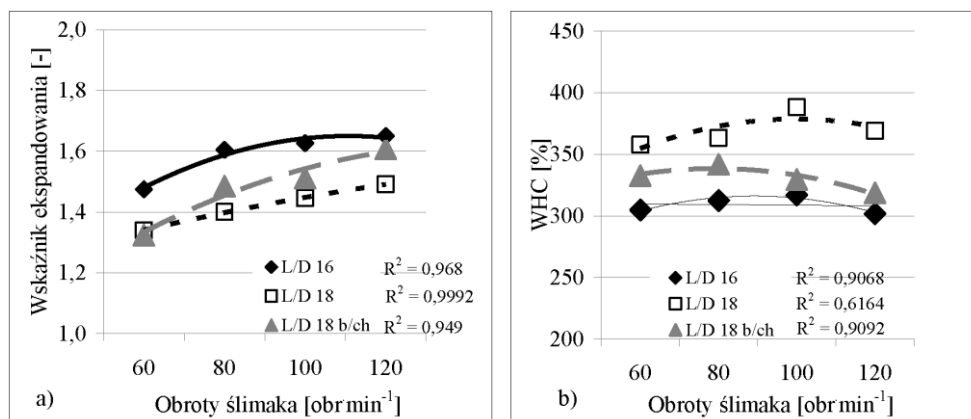 Wskaźnik ekspandowania [-]
2,0
1,8
1,6
1,4
1,2
1,0
L/D 16 R² = 0,968
L/D 18 R² = 0,9992
L/D 18 b/ch R² = 0,949
60 80 100 120
a) Obroty ślimaka [obr·min⁻¹]
WHC [%]
450
400
350
300
250
200
L/D 16 R² = 0,9068
L/D 18 R² = 0,6164
L/D 18 b/ch R² = 0,9092
60 80 100 120
b) Obroty ślimaka [obr·min⁻¹]